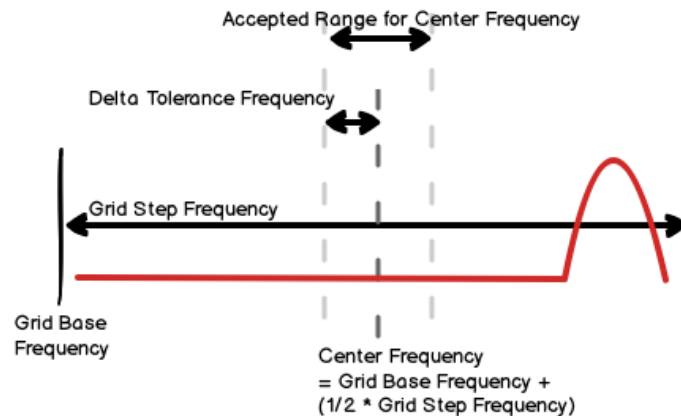 Accepted Range for Center Frequency
Delta Tolerance Frequency
Grid Step Frequency
Grid Base
Frequency
Center Frequency
= Grid Base Frequency +
(1/2 * Grid Step Frequency)